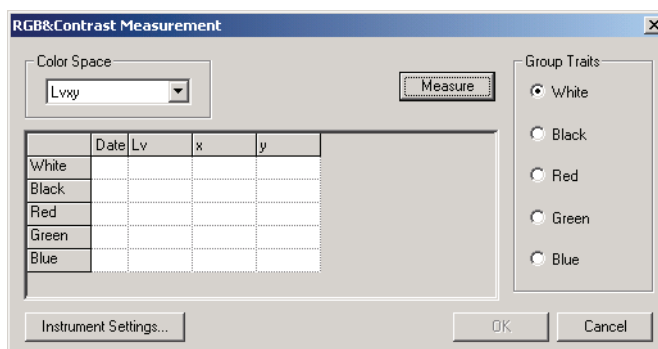 RGB&Contrast Measurement
Color Space
Lvxy
Measure
Date Lv x y
White
Black
Red
Green
Blue
Group Traits
White
Black
Red
Green
Blue
Instrument Settings...
OK
Cancel